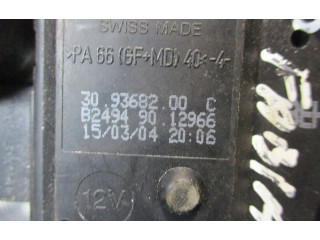 SWISS MADE
>PA 66 (GF+MD) 40<-4-
30.93682.00 C
B2494 90.12966
15/03/04 20:06
12V